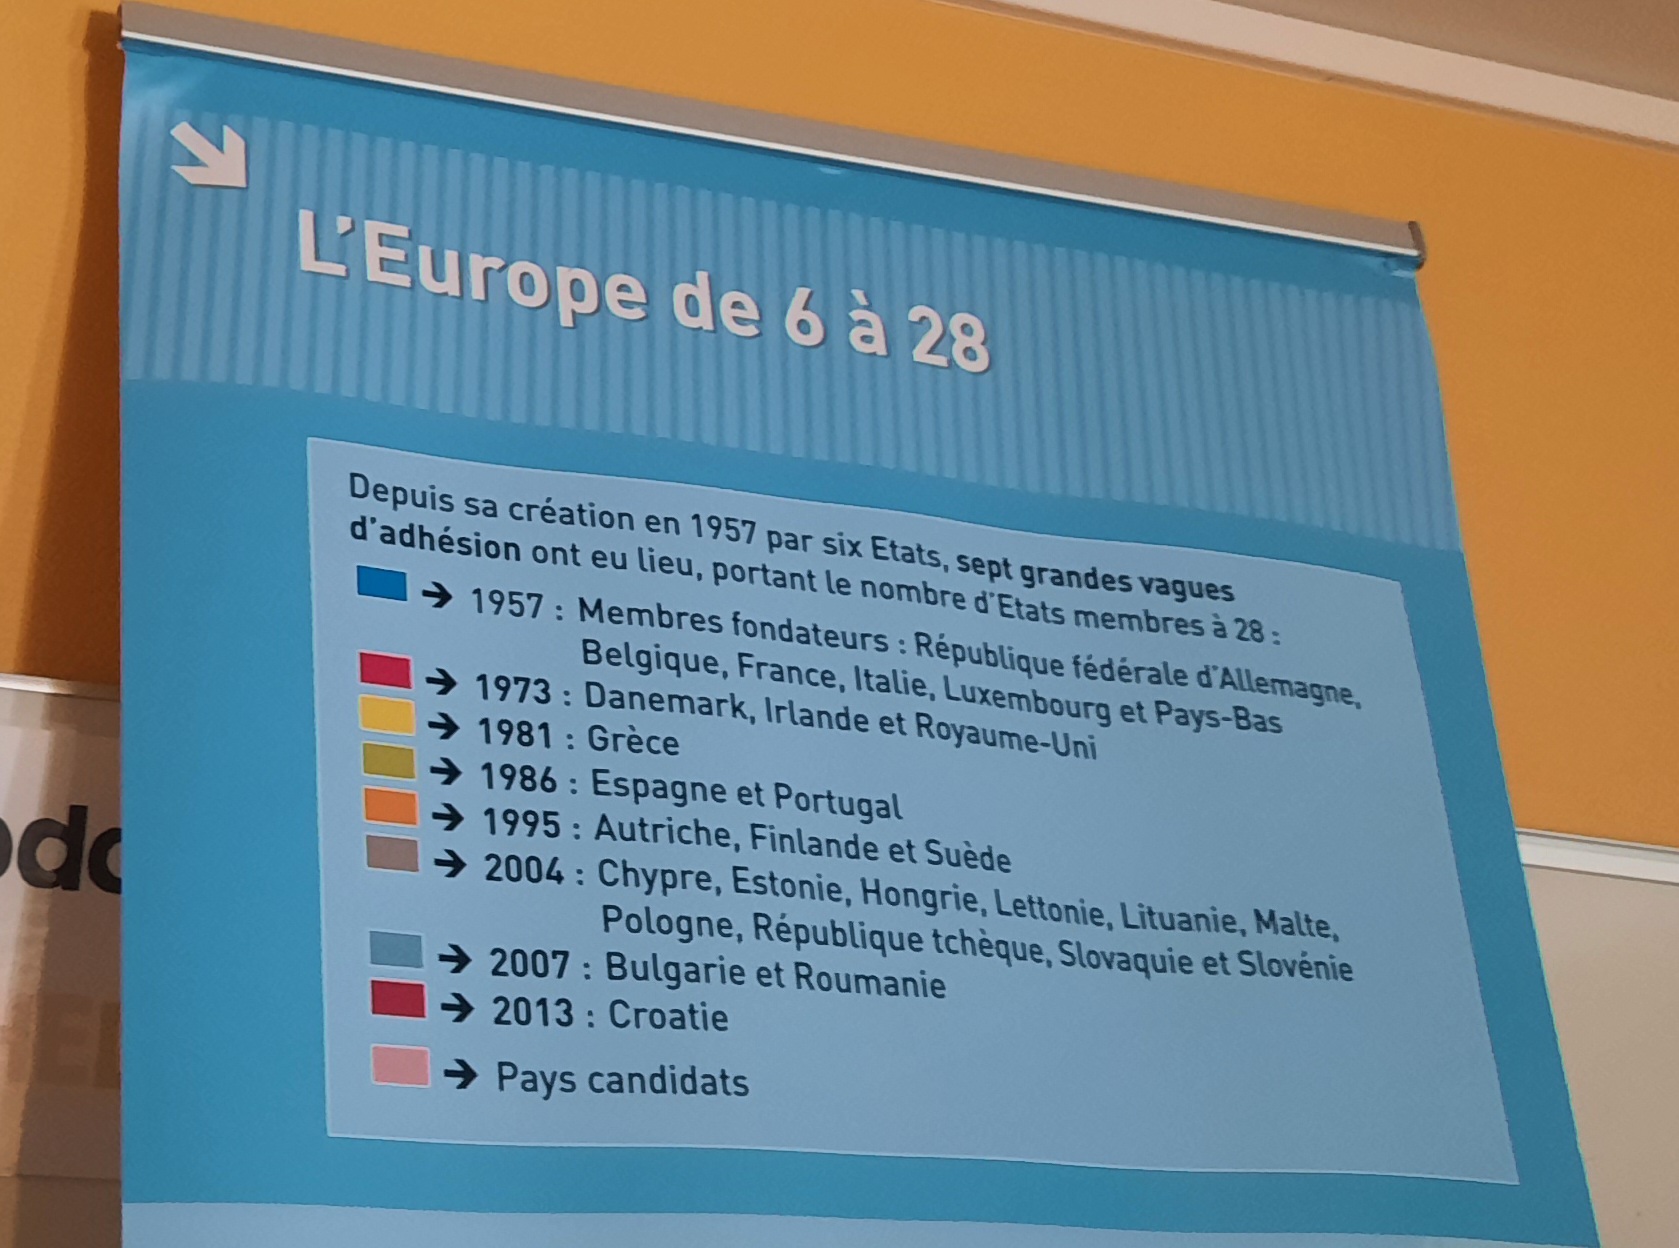 L'Europe de 6 à 28
Depuis sa création en 1957 par six Etats, sept grandes vagues
d'adhésion ont eu lieu, portant le nombre d'Etats membres à 28 :
→ 1957 : Membres fondateurs : République fédérale d'Allemagne,
Belgique, France, Italie, Luxembourg et Pays-Bas
→ 1973 : Danemark, Irlande et Royaume-Uni
→ 1981 : Grèce
→ 1986 : Espagne et Portugal
→ 1995 : Autriche, Finlande et Suède
→ 2004 : Chypre, Estonie, Hongrie, Lettonie, Lituanie, Malte,
Pologne, République tchèque, Slovaquie et Slovénie
→ 2007 : Bulgarie et Roumanie
→ 2013 : Croatie
→ Pays candidats